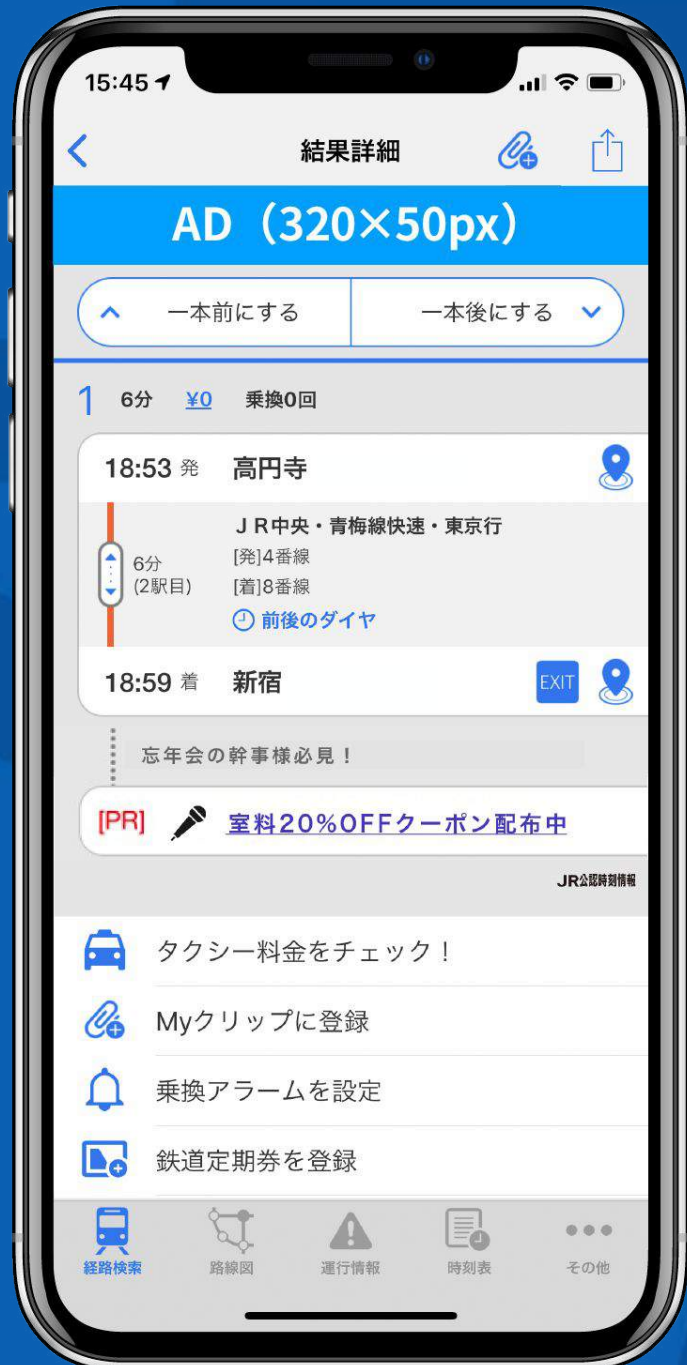 15:45
結果詳細
AD（320×50px）
一本前にする
一本後にする
1 6分 ¥0 乗換0回
18:53 発 高円寺
ＪＲ中央・青梅線快速・東京行
6分
(2駅目)
[発]4番線
[着]8番線
前後のダイヤ
18:59 着 新宿 EXIT
忘年会の幹事様必見！
[PR] 室料20%OFFクーポン配布中
JR公認時刻情報
タクシー料金をチェック！
Myクリップに登録
乗換アラームを設定
鉄道定期券を登録
経路検索 路線図 運行情報 時刻表 その他